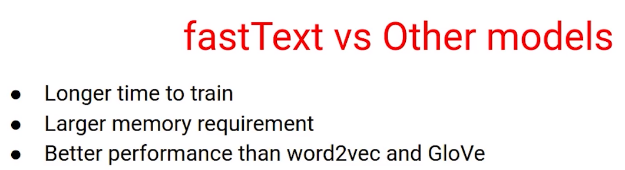 fastText vs Other models
● Longer time to train
● Larger memory requirement
● Better performance than word2vec and GloVe